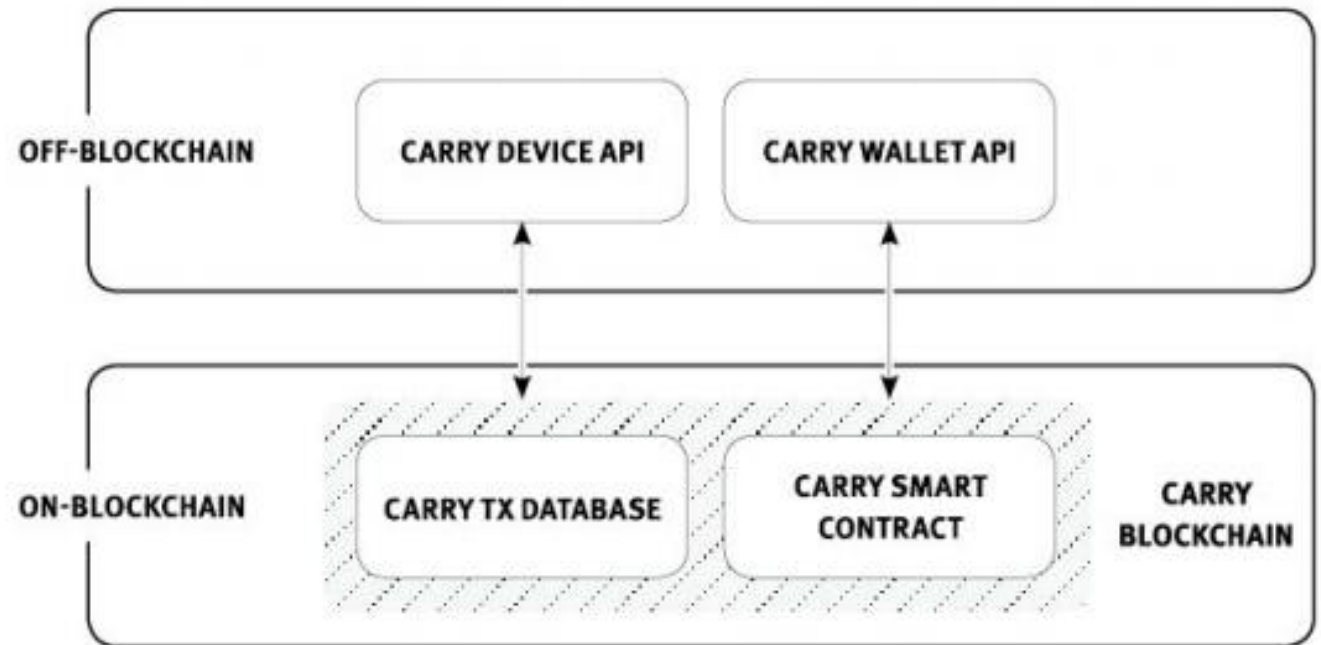 OFF-BLOCKCHAIN
CARRY DEVICE API
CARRY WALLET API
ON-BLOCKCHAIN
CARRY TX DATABASE
CARRY SMART
CONTRACT
CARRY
BLOCKCHAIN